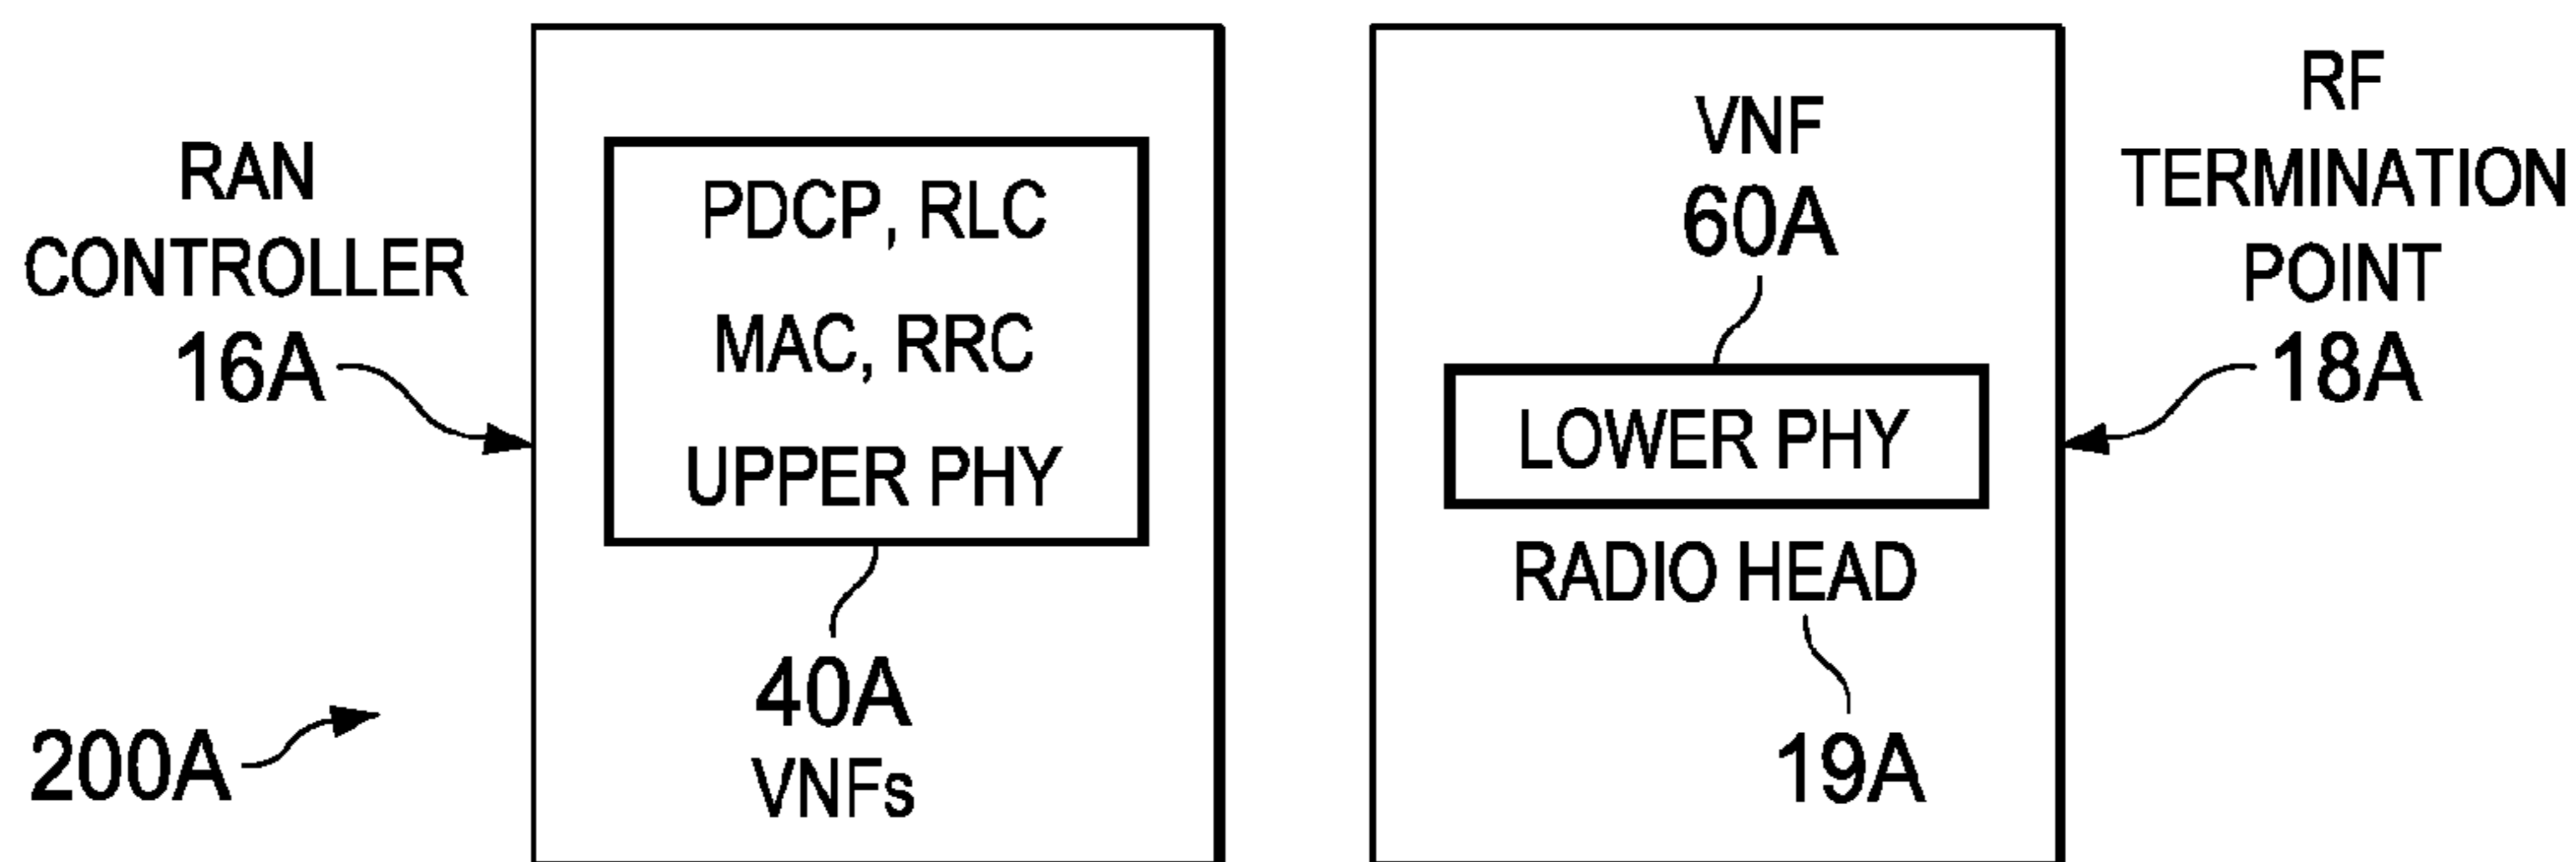 RAN
CONTROLLER
16A
200A
PDCP, RLC
MAC, RRC
UPPER PHY
40A
VNFs
VNF
60A
LOWER PHY
RADIO HEAD
19A
RF
TERMINATION
POINT
18A